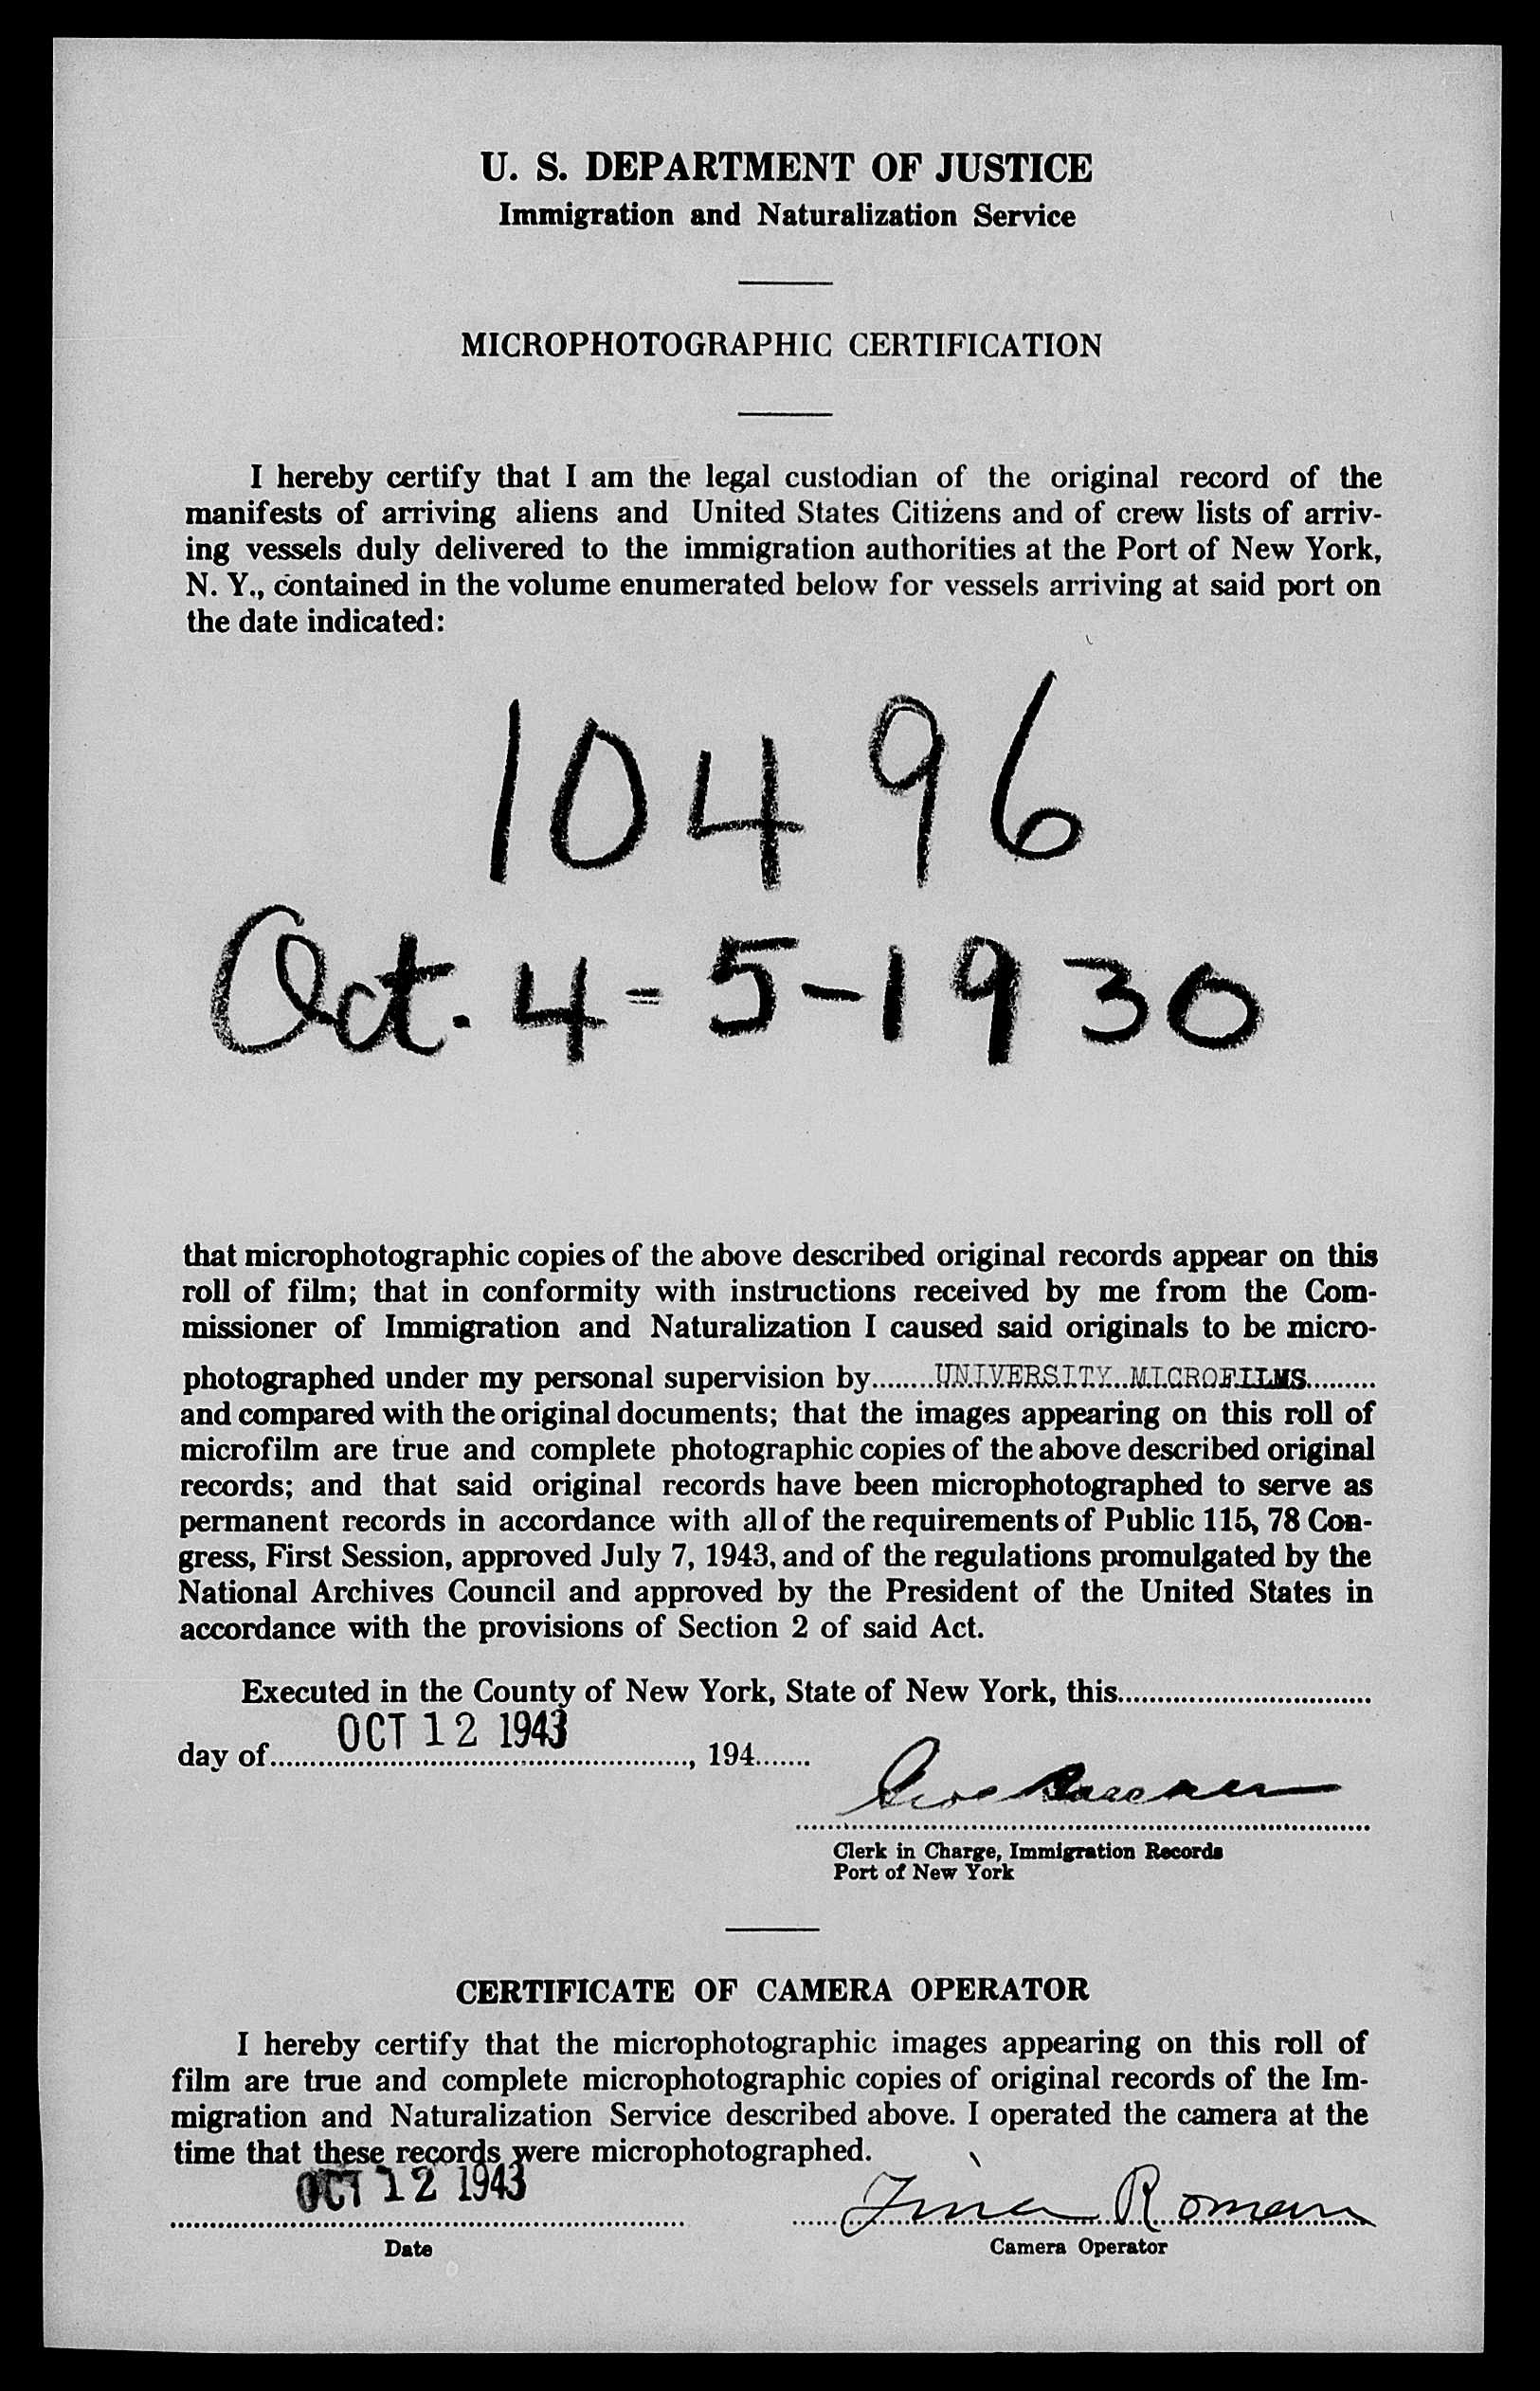 U. S. DEPARTMENT OF JUSTICE
Immigration and Naturalization Service
MICROPHOTOGRAPHIC CERTIFICATION
I hereby certify that I am the legal custodian of the original record of the
manifests of arriving aliens and United States Citizens and of crew lists of arriv-
ing vessels duly delivered to the immigration authorities at the Port of New York,
N. Y., contained in the volume enumerated below for vessels arriving at said port on
the date indicated:
10496
Oct. 4-5-1930
that microphotographic copies of the above described original records appear on this
roll of film; that in conformity with instructions received by me from the Com-
missioner of Immigration and Naturalization I caused said originals to be micro-
photographed under my personal supervision by........UNIVERSITY MICROFILMS.........
and compared with the original documents; that the images appearing on this roll of
microfilm are true and complete photographic copies of the above described original
records; and that said original records have been microphotographed to serve as
permanent records in accordance with all of the requirements of Public 115, 78 Con-
gress, First Session, approved July 7, 1943, and of the regulations promulgated by the
National Archives Council and approved by the President of the United States in
accordance with the provisions of Section 2 of said Act.
Executed in the County of New York, State of New York, this................................
OCT 12 1943
day of....................................................., 194.......
Clerk in Charge, Immigration Records
Port of New York
CERTIFICATE OF CAMERA OPERATOR
I hereby certify that the microphotographic images appearing on this roll of
film are true and complete microphotographic copies of original records of the Im-
migration and Naturalization Service described above. I operated the camera at the
time that these records were microphotographed.
OCT 12 1943
Roman
Date
Camera Operator